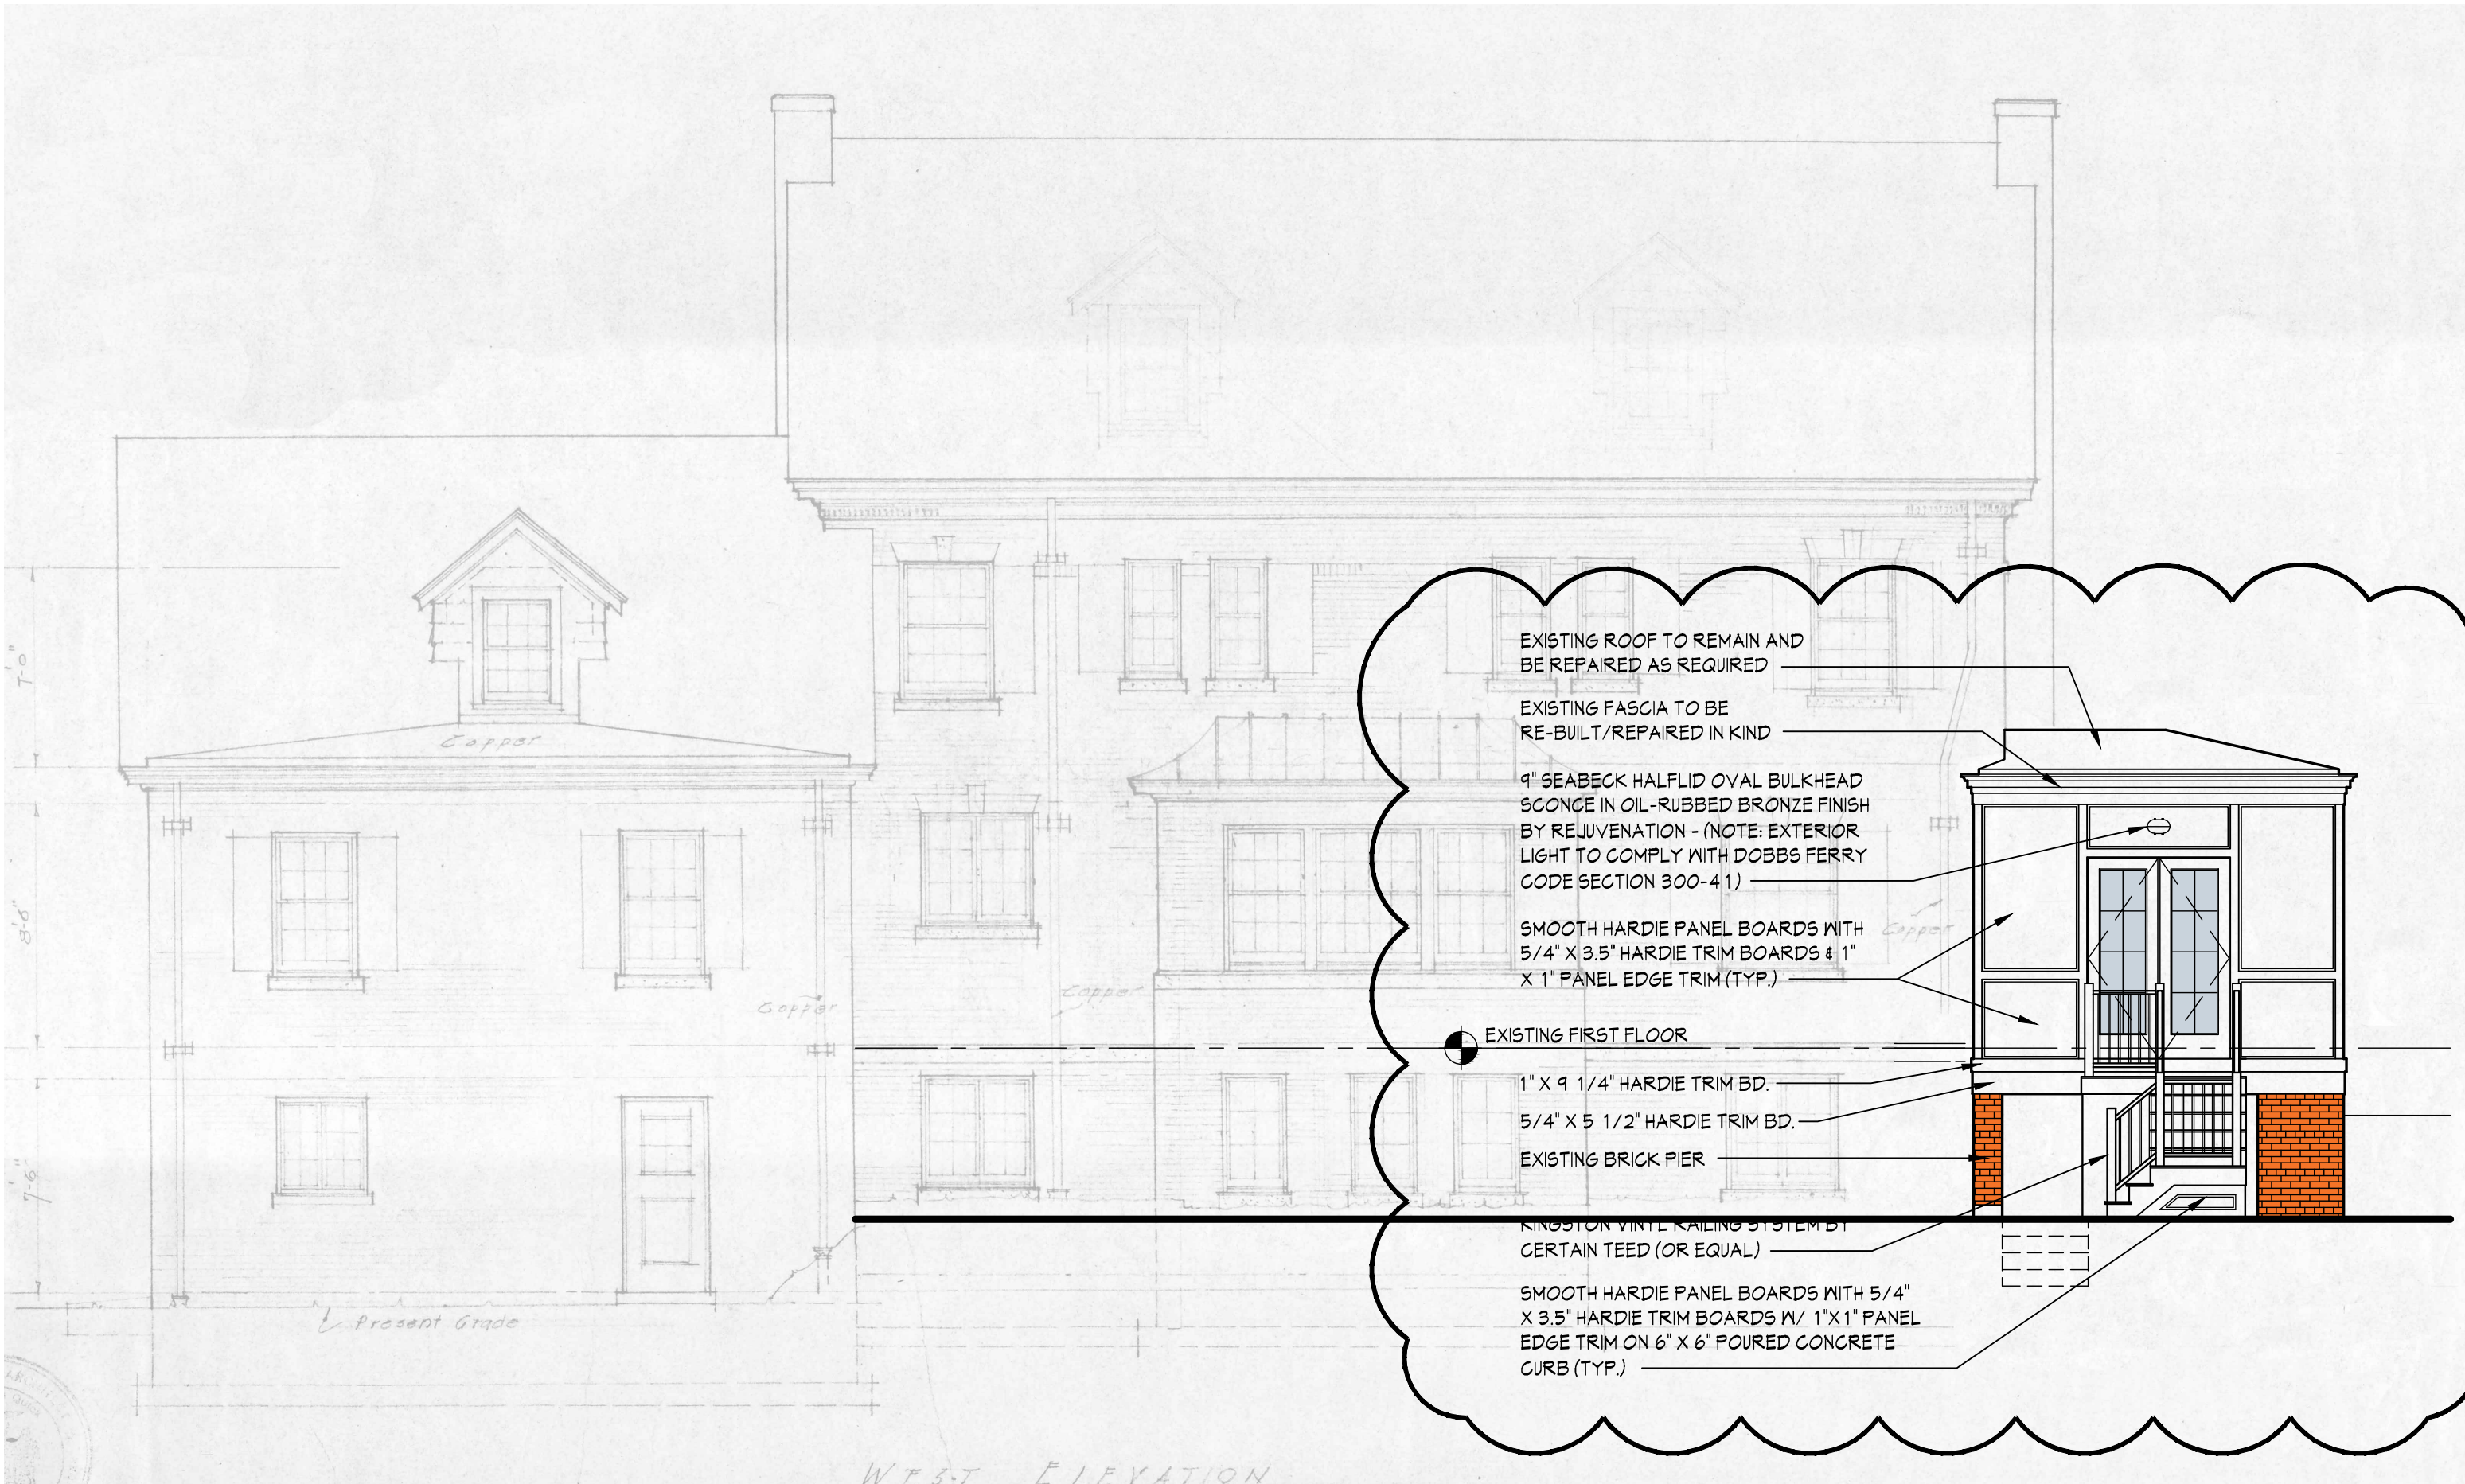 EXISTING ROOF TO REMAIN AND
BE REPAIRED AS REQUIRED
EXISTING FASCIA TO BE
RE-BUILT/REPAIRED IN KIND
9" SEABECK HALFLID OVAL BULKHEAD
SCONCE IN OIL-RUBBED BRONZE FINISH
BY REJUVENATION - (NOTE: EXTERIOR
LIGHT TO COMPLY WITH DOBBS FERRY
CODE SECTION 300-41)
SMOOTH HARDIE PANEL BOARDS WITH
5/4" X 3.5" HARDIE TRIM BOARDS & 1"
X 1" PANEL EDGE TRIM (TYP.)
EXISTING FIRST FLOOR
1" X 9 1/4" HARDIE TRIM BD.
5/4" X 5 1/2" HARDIE TRIM BD.
EXISTING BRICK PIER
KINGSTON VINYL RAILING SYSTEM BY
CERTAIN TEED (OR EQUAL)
SMOOTH HARDIE PANEL BOARDS WITH 5/4"
X 3.5" HARDIE TRIM BOARDS W/ 1"X1" PANEL
EDGE TRIM ON 6" X 6" POURED CONCRETE
CURB (TYP.)
Copper
Copper
Copper
Copper
7'-0"
8'-8"
7'-6"
Present Grade
WEST ELEVATION